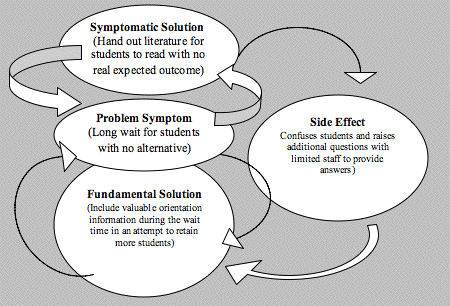 Symptomatic Solution
(Hand out literature for
students to read with no
real expected outcome)
Problem Symptom
(Long wait for students
with no alternative)
Side Effect
Confuses students and raises
additional questions with
limited staff to provide
answers)
Fundamental Solution
(Include valuable orientation
information during the wait
time in an attempt to retain
more students)